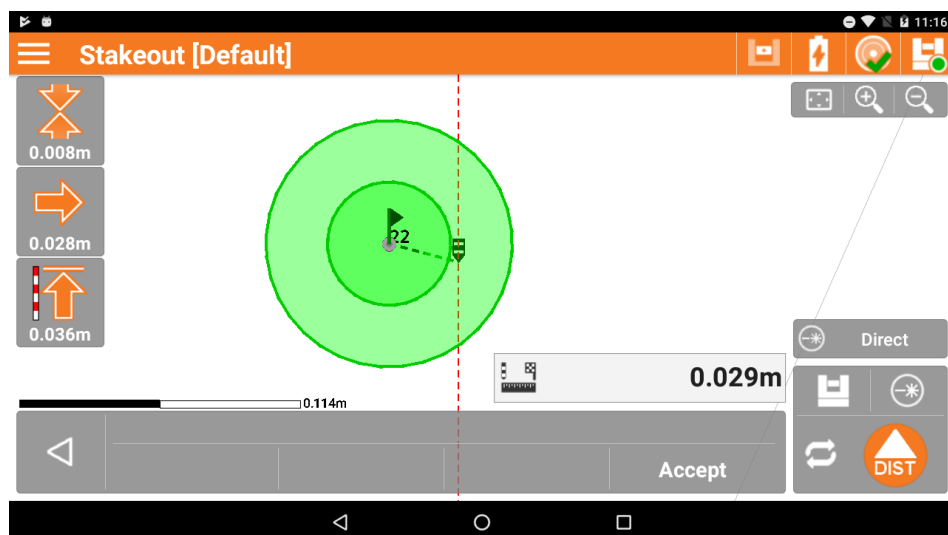 11:16
Stakeout [Default]
0.008m
0.028m
22
0.036m
Direct
0.029m
0.114m
Accept
DIST